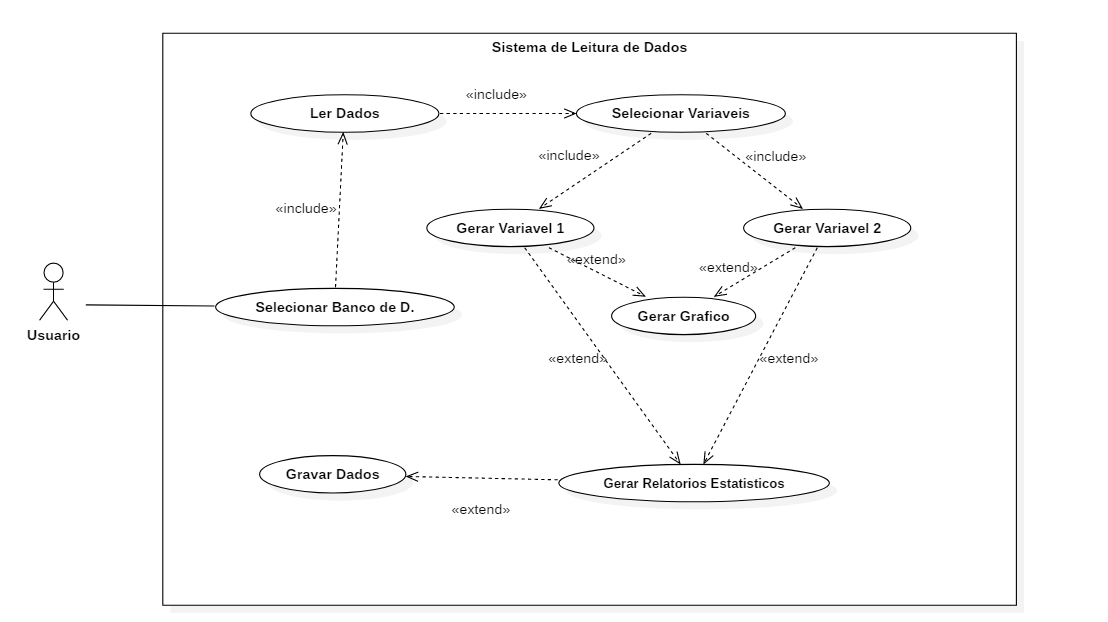 Sistema de Leitura de Dados
«include»
Ler Dados
Selecionar Variaveis
«include»
«include»
«include»
Gerar Variavel 1
Gerar Variavel 2
«extend»
«extend»
Selecionar Banco de D.
Gerar Grafico
Usuario
«extend»
«extend»
Gravar Dados
Gerar Relatorios Estatisticos
«extend»